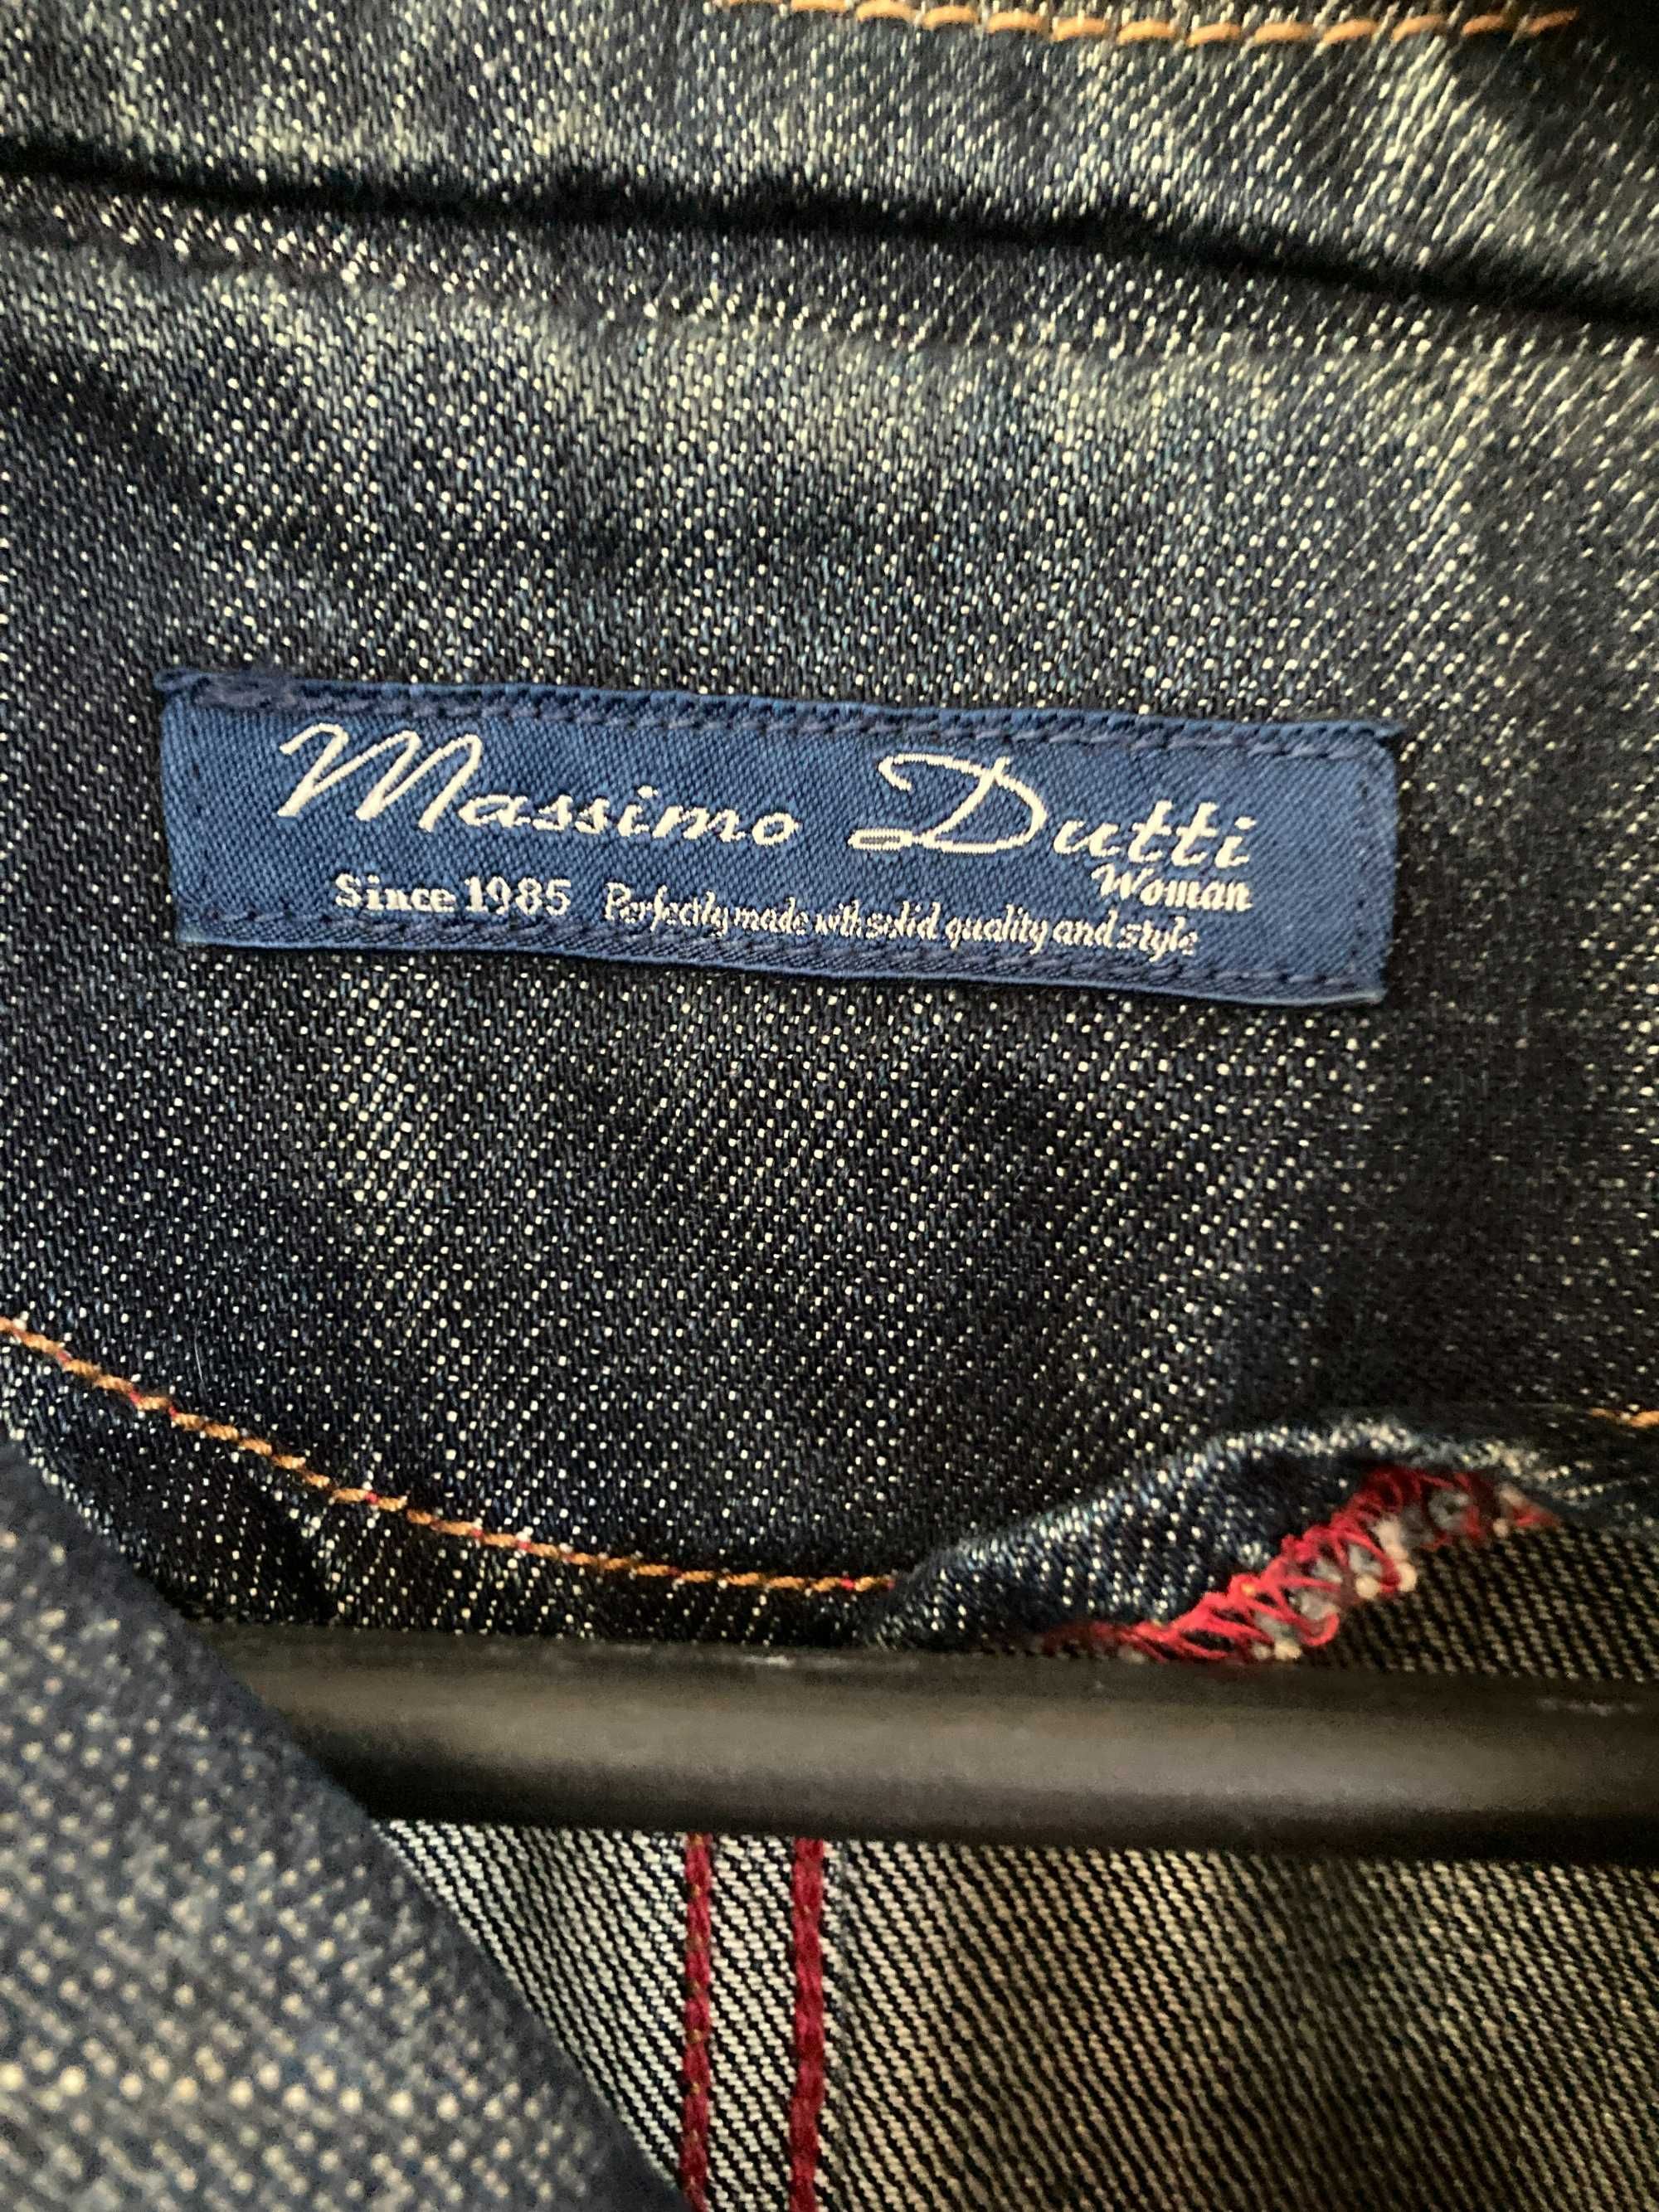 Massimo Dutti
Woman
Since 1985 Perfectly made with solid quality and style